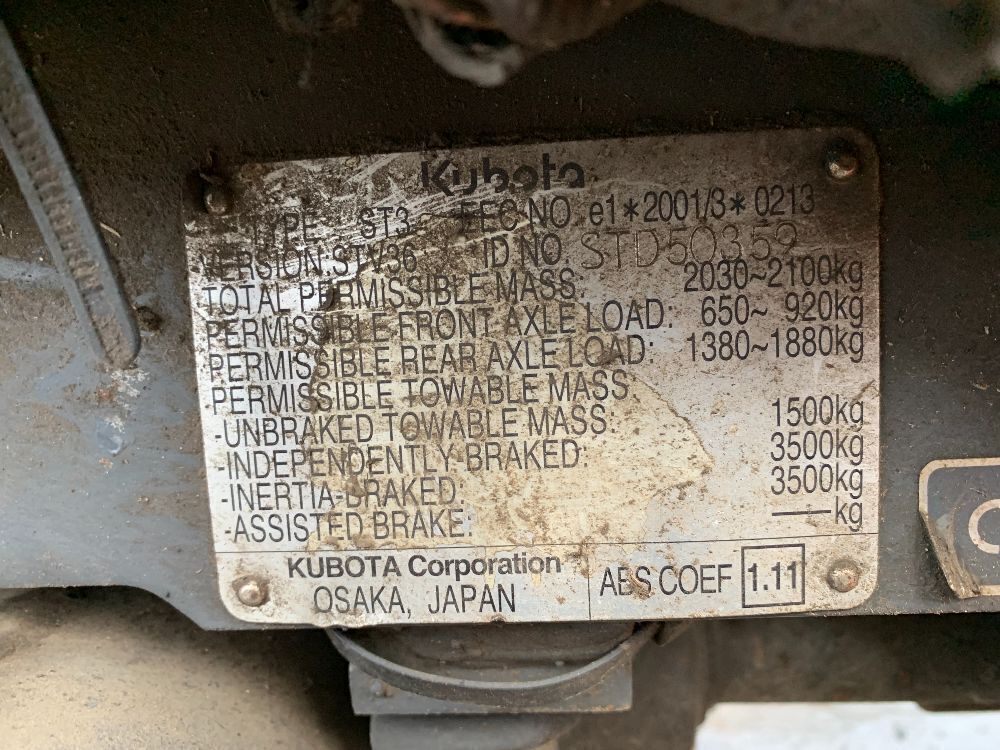 Kubota
TYPE ST3 EEC NO. e1*2001/3*0213
VERSION:STV36 ID NO. STD50359
TOTAL PERMISSIBLE MASS: 2030~2100kg
PERMISSIBLE FRONT AXLE LOAD: 650~ 920kg
PERMISSIBLE REAR AXLE LOAD: 1380~1880kg
PERMISSIBLE TOWABLE MASS:
-UNBRAKED TOWABLE MASS: 1500kg
-INDEPENDENTLY BRAKED: 3500kg
-INERTIA-BRAKED: 3500kg
-ASSISTED BRAKE: —kg
KUBOTA Corporation
OSAKA, JAPAN
ABS COEF 1.11